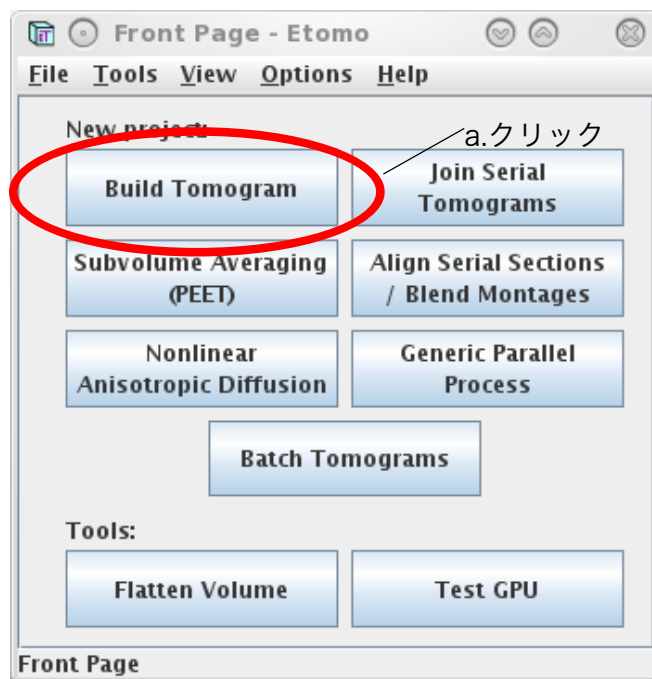 Front Page - Etomo
File Tools View Options Help
New project:
a.クリック
Build Tomogram
Join Serial
Tomograms
Subvolume Averaging
(PEET)
Align Serial Sections
/ Blend Montages
Nonlinear
Anisotropic Diffusion
Generic Parallel
Process
Batch Tomograms
Tools:
Flatten Volume
Test GPU
Front Page